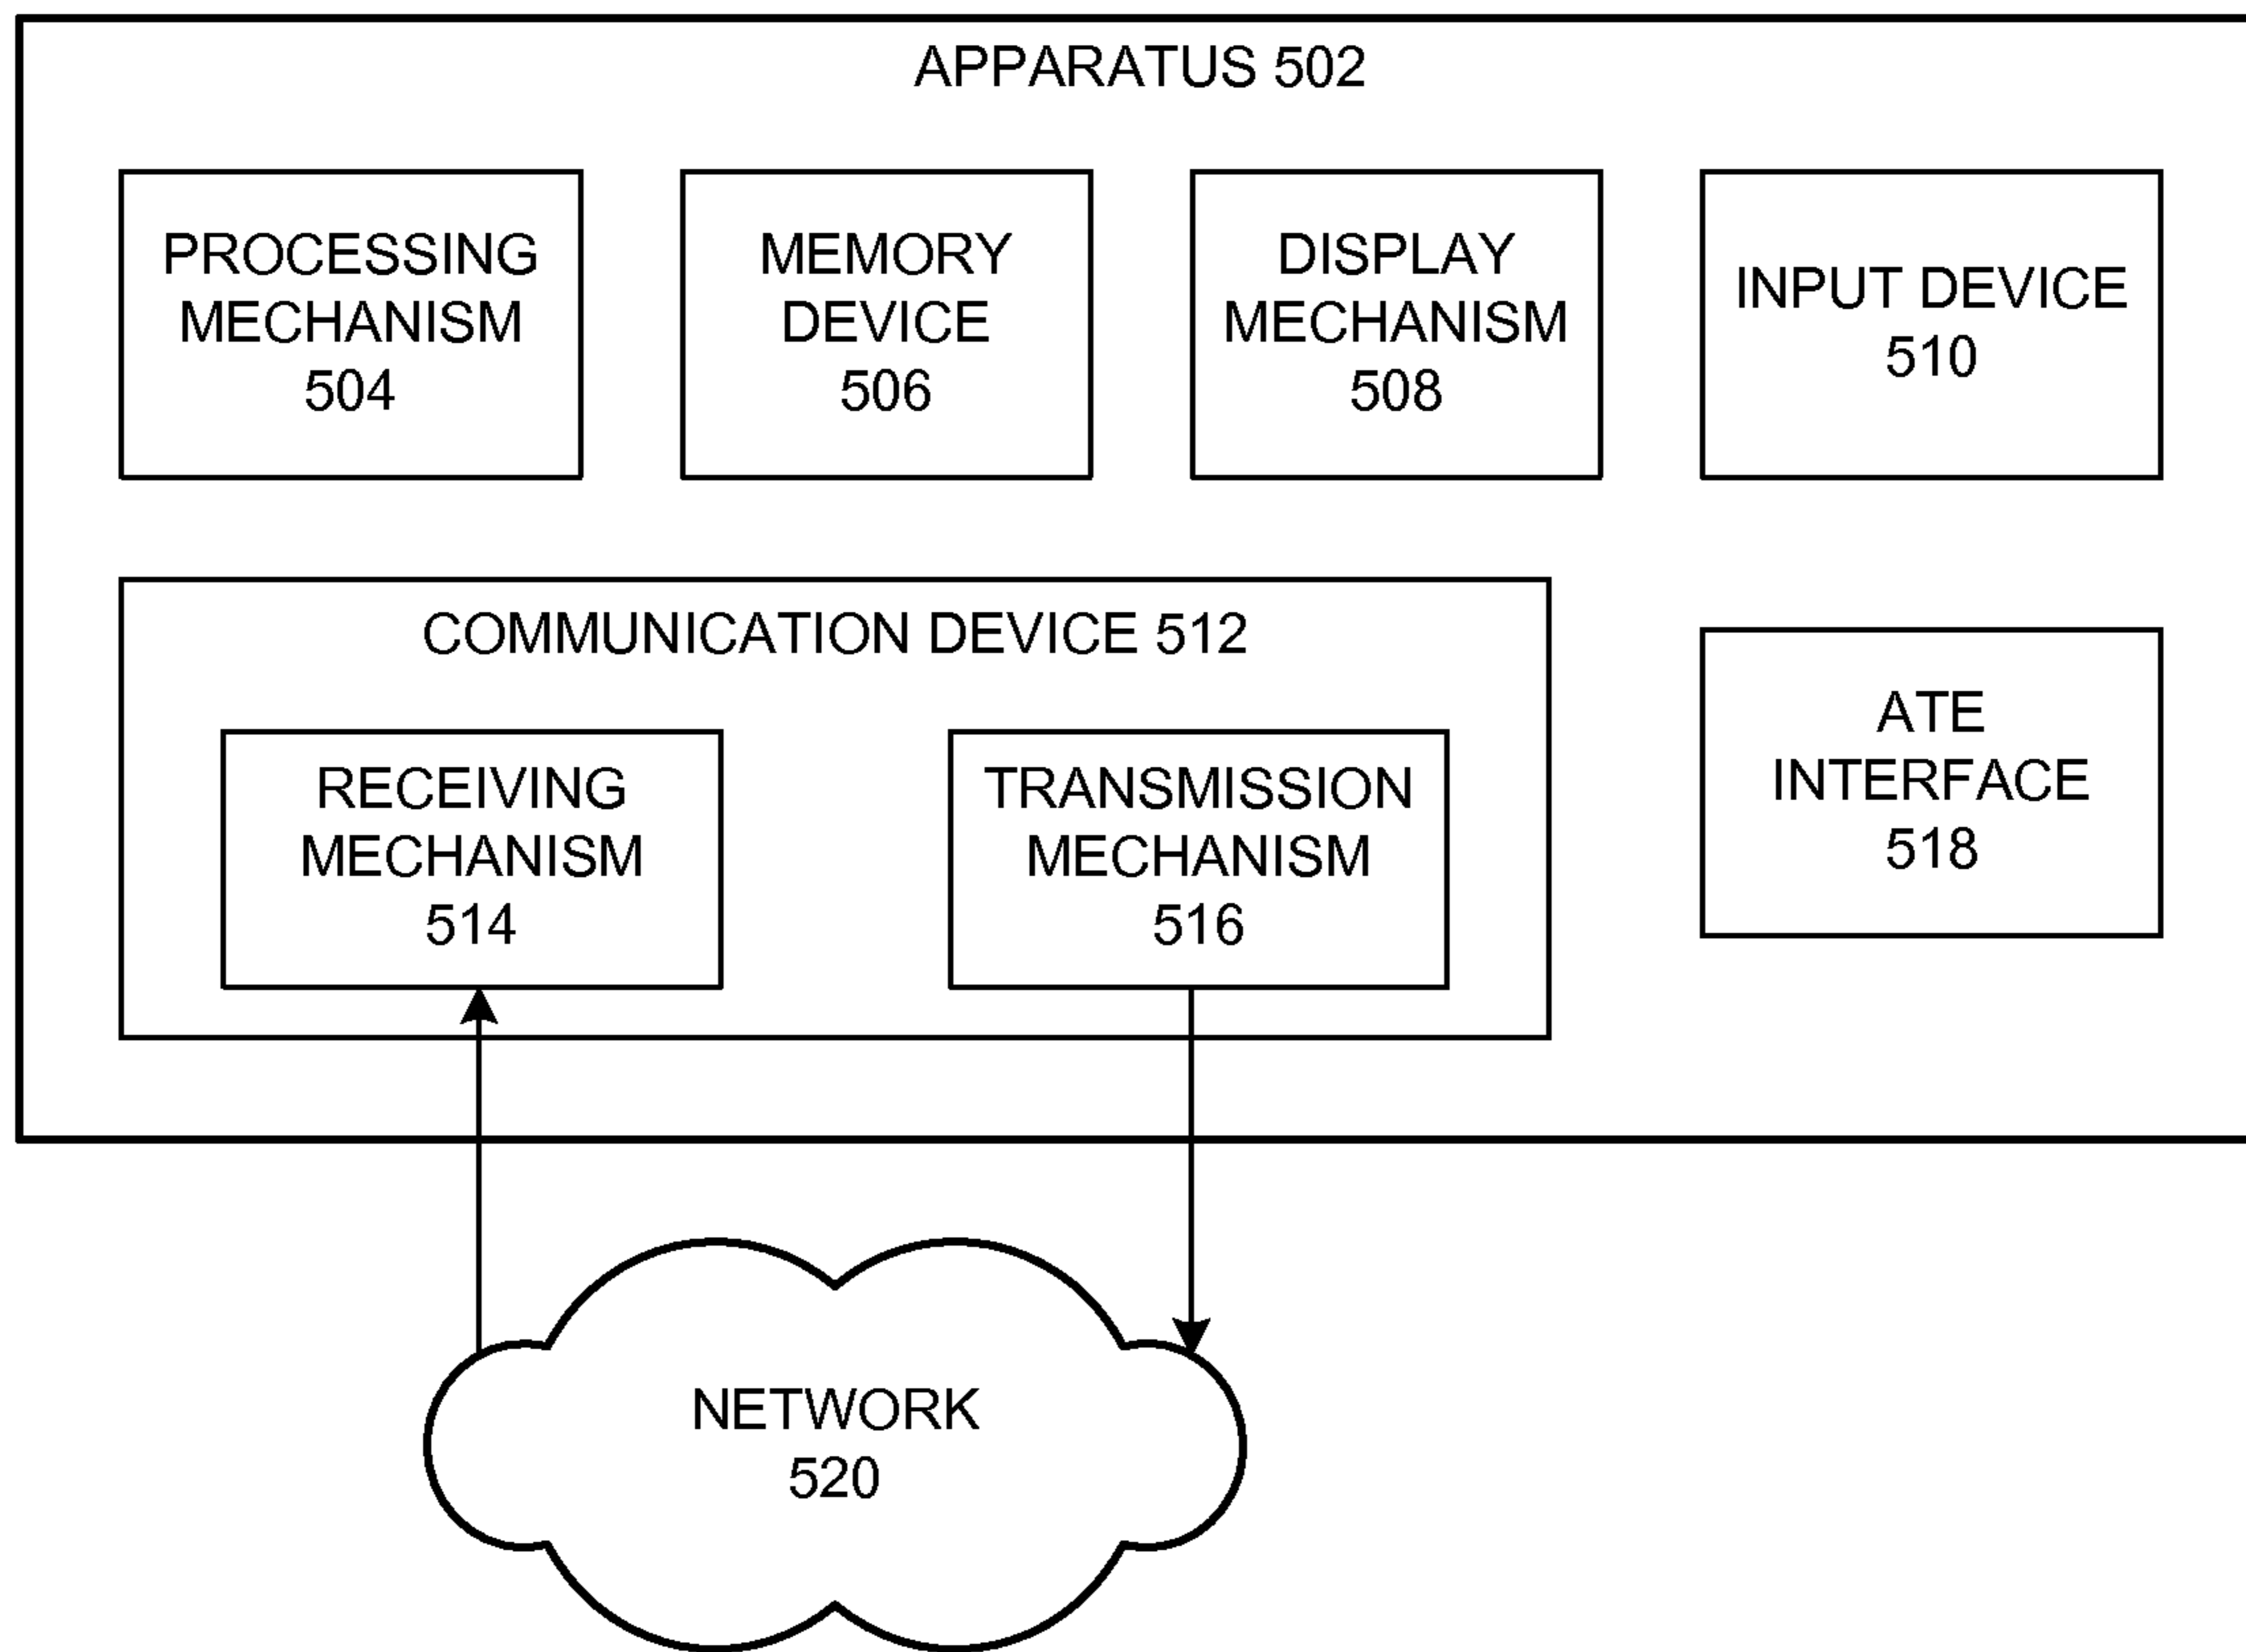 APPARATUS 502
PROCESSING
MECHANISM
504
MEMORY
DEVICE
506
DISPLAY
MECHANISM
508
INPUT DEVICE
510
COMMUNICATION DEVICE 512
RECEIVING
MECHANISM
514
TRANSMISSION
MECHANISM
516
ATE
INTERFACE
518
NETWORK
520